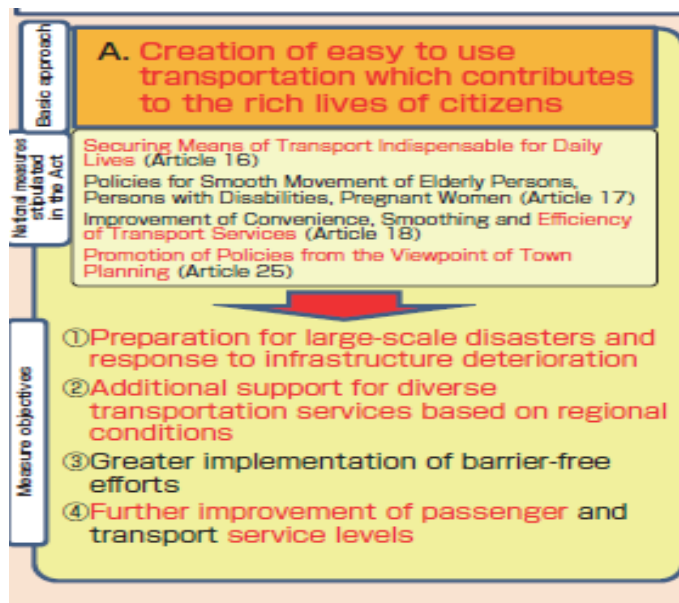 Basic approach
A. Creation of easy to use
transportation which contributes
to the rich lives of citizens
National measures
stipulated
in the Act
Securing Means of Transport Indispensable for Daily
Lives (Article 16)
Policies for Smooth Movement of Elderly Persons,
Persons with Disabilities, Pregnant Women (Article 17)
Improvement of Convenience, Smoothing and Efficiency
of Transport Services (Article 18)
Promotion of Policies from the Viewpoint of Town
Planning (Article 25)
Measure objectives
①Preparation for large-scale disasters and
response to infrastructure deterioration
②Additional support for diverse
transportation services based on regional
conditions
③Greater implementation of barrier-free
efforts
④Further improvement of passenger and
transport service levels